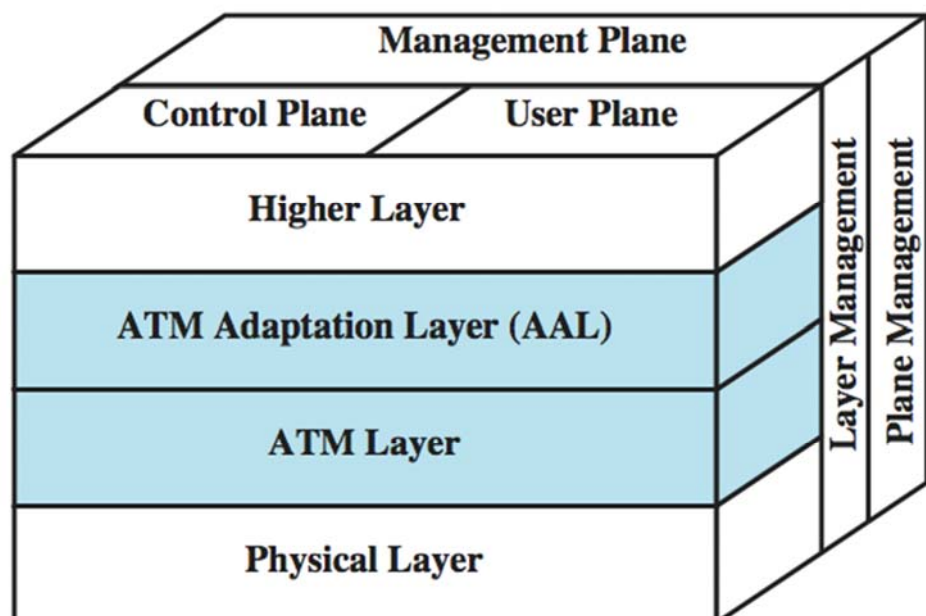 Management Plane
Control Plane
User Plane
Higher Layer
ATM Adaptation Layer (AAL)
ATM Layer
Physical Layer
Layer Management
Plane Management